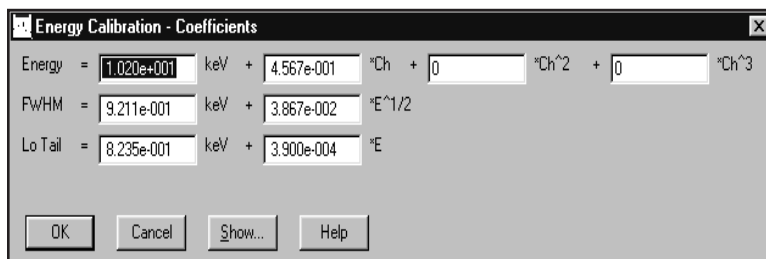 Energy Calibration - Coefficients
Energy = 1.020e+001 keV + 4.567e-001 *Ch + 0 *Ch^2 + 0 *Ch^3
FWHM = 9.211e-001 keV + 3.867e-002 *E^1/2
Lo Tail = 8.235e-001 keV + 3.900e-004 *E
OK Cancel Show... Help